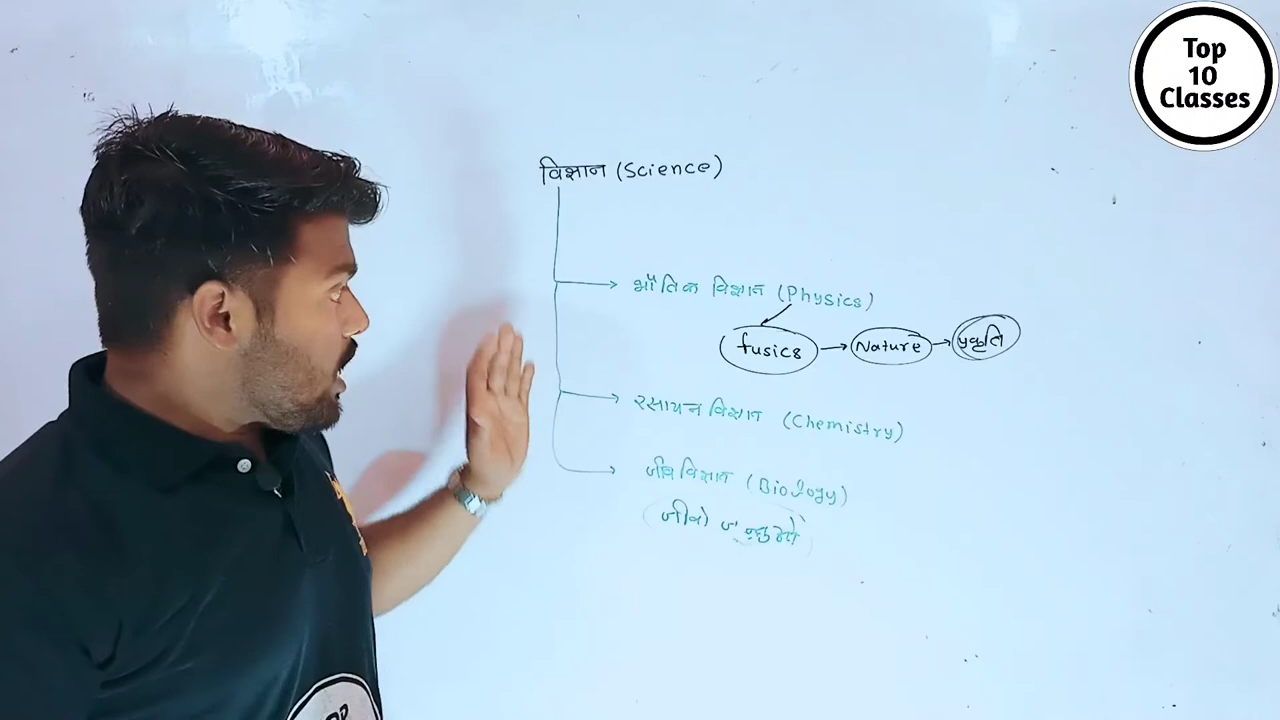 Top
10
Classes
विज्ञान (Science)
भौतिक विज्ञान (Physics)
fusics → Nature → प्रकृति
रसायन विज्ञान (Chemistry)
जीव विज्ञान (Biology)
जीवो